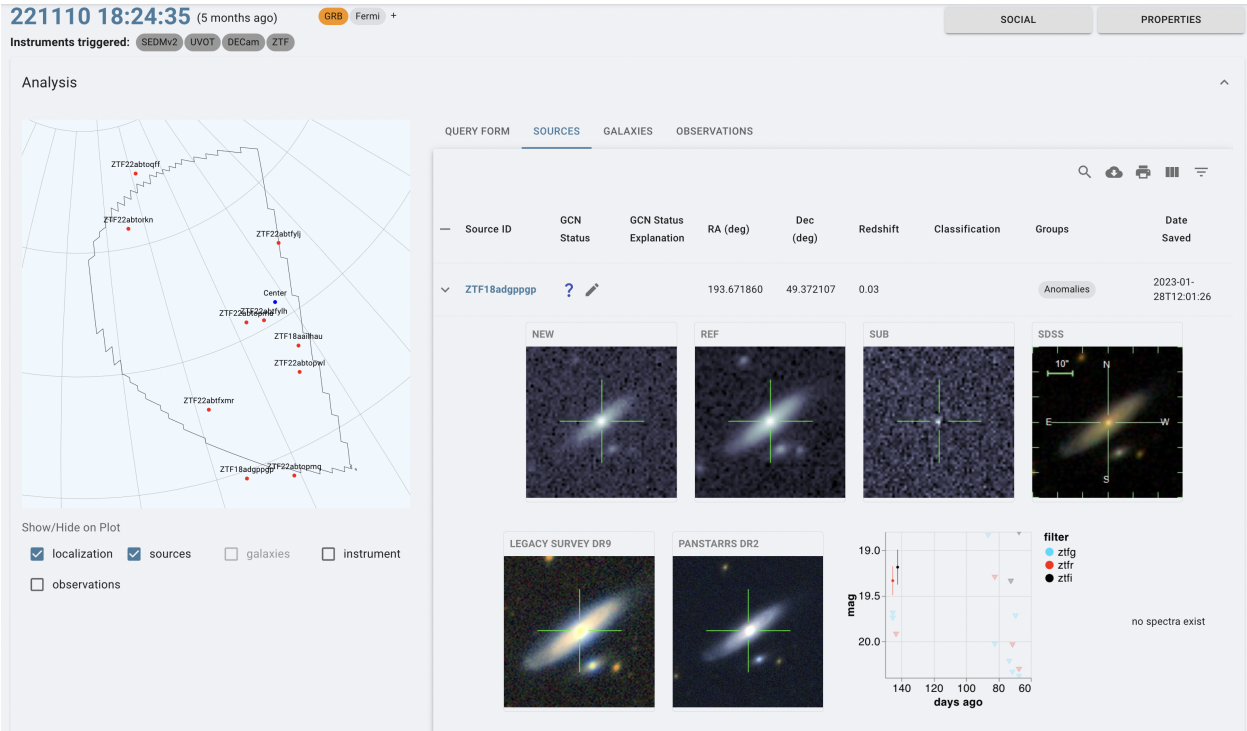 221110 18:24:35 (5 months ago) GRB Fermi +
SOCIAL PROPERTIES
Instruments triggered: SEDMv2 UVOT DECam ZTF
Analysis
ZTF22abtoqff
ZTF22abtorkn
ZTF22abtfylj
Center
ZTF22abtfylh
ZTF18aailhau
ZTF22abtopwl
ZTF22abtfxmr
ZTF18adgppgp
ZTF22abtopmq
Show/Hide on Plot
localization sources galaxies instrument
observations
QUERY FORM SOURCES GALAXIES OBSERVATIONS
Source ID GCN Status GCN Status Explanation RA (deg) Dec (deg) Redshift Classification Groups Date Saved
ZTF18adgppgp ? 193.671860 49.372107 0.03 Anomalies 2023-01-28T12:01:26
NEW REF SUB SDSS
10"
N
E W
S
LEGACY SURVEY DR9 PANSTARRS DR2
19.0
19.5
20.0
mag
140 120 100 80 60
days ago
filter
ztfg
ztfr
ztfi
no spectra exist